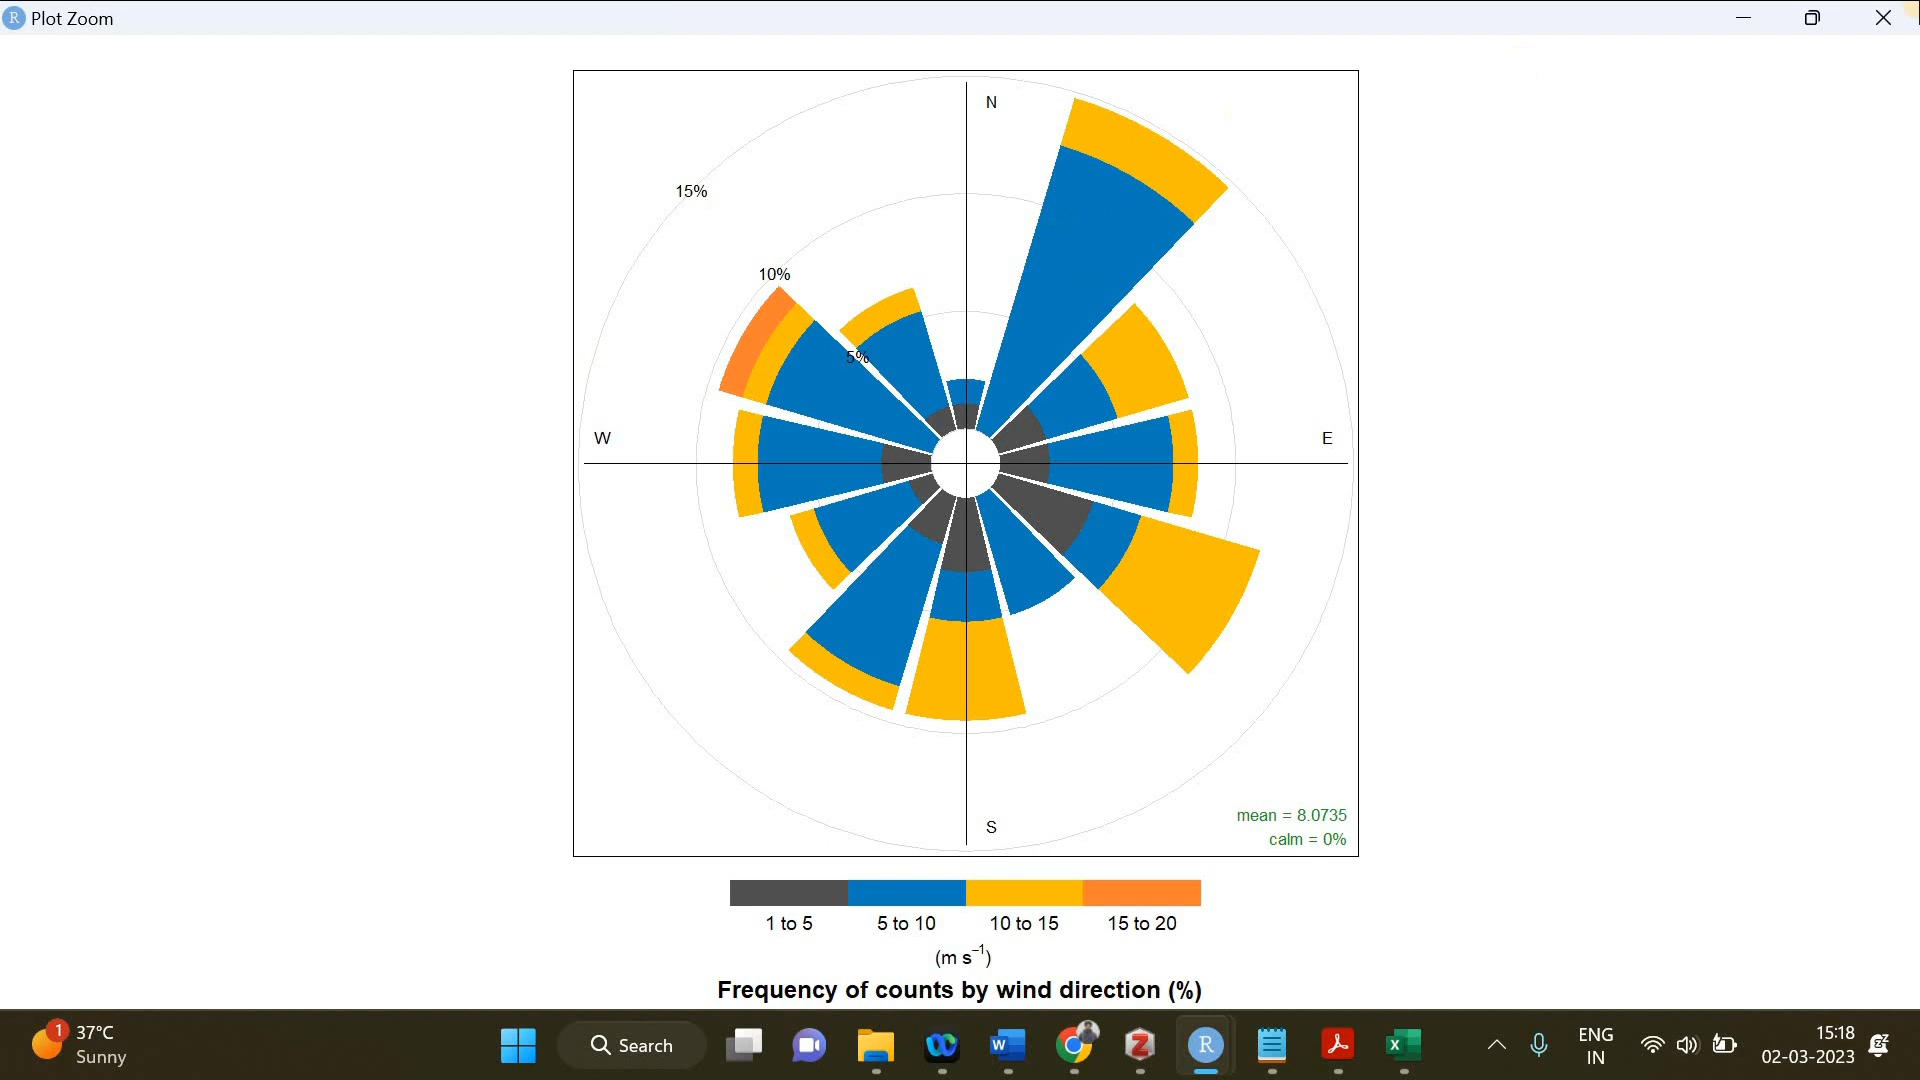 R Plot Zoom
N
15%
10%
5%
W
E
S
mean = 8.0735
calm = 0%
1 to 5 5 to 10 10 to 15 15 to 20
(m s⁻¹)
Frequency of counts by wind direction (%)
1 37°C
Sunny
Search
W
Z
R
X
ENG
IN
15:18
02-03-2023